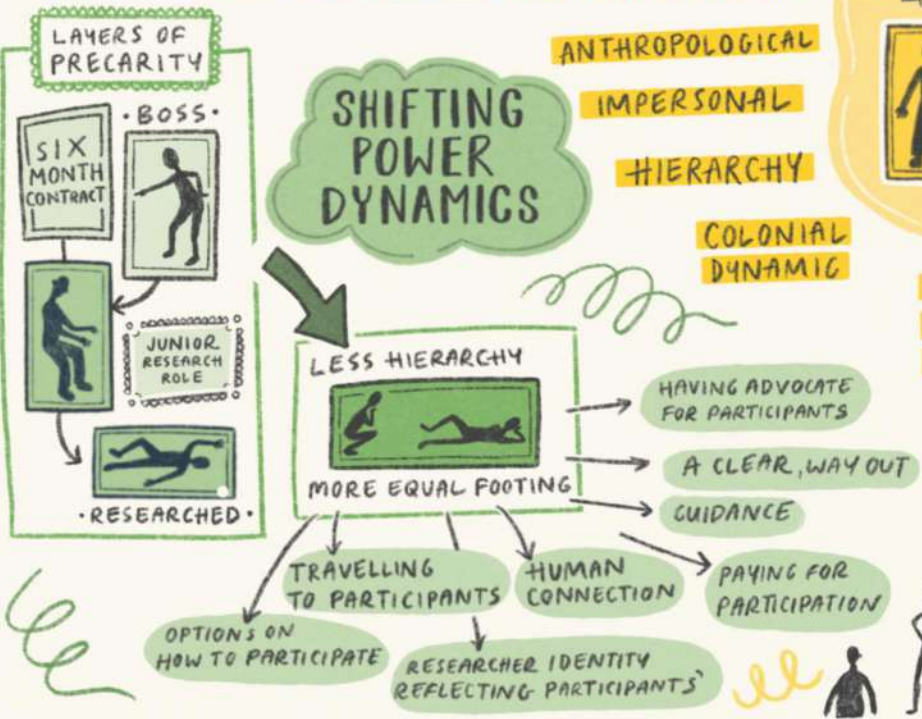 LAYERS OF
PRECARITY
SIX
MONTH
CONTRACT
· BOSS ·
JUNIOR
RESEARCH
ROLE
· RESEARCHED ·
SHIFTING
POWER
DYNAMICS
ANTHROPOLOGICAL
IMPERSONAL
HIERARCHY
COLONIAL
DYNAMIC
LESS HIERARCHY
MORE EQUAL FOOTING
HAVING ADVOCATE
FOR PARTICIPANTS
A CLEAR, WAY OUT
GUIDANCE
PAYING FOR
PARTICIPATION
HUMAN
CONNECTION
TRAVELLING
TO PARTICIPANTS
OPTIONS ON
HOW TO PARTICIPATE
RESEARCHER IDENTITY
REFLECTING PARTICIPANTS'